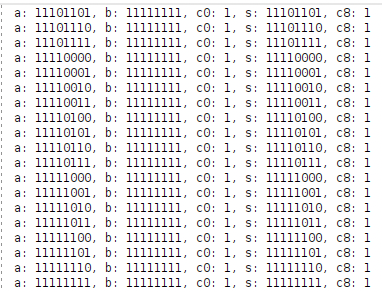 a: 11101101, b: 11111111, c0: 1, s: 11101101, c8: 1
a: 11101110, b: 11111111, c0: 1, s: 11101110, c8: 1
a: 11101111, b: 11111111, c0: 1, s: 11101111, c8: 1
a: 11110000, b: 11111111, c0: 1, s: 11110000, c8: 1
a: 11110001, b: 11111111, c0: 1, s: 11110001, c8: 1
a: 11110010, b: 11111111, c0: 1, s: 11110010, c8: 1
a: 11110011, b: 11111111, c0: 1, s: 11110011, c8: 1
a: 11110100, b: 11111111, c0: 1, s: 11110100, c8: 1
a: 11110101, b: 11111111, c0: 1, s: 11110101, c8: 1
a: 11110110, b: 11111111, c0: 1, s: 11110110, c8: 1
a: 11110111, b: 11111111, c0: 1, s: 11110111, c8: 1
a: 11111000, b: 11111111, c0: 1, s: 11111000, c8: 1
a: 11111001, b: 11111111, c0: 1, s: 11111001, c8: 1
a: 11111010, b: 11111111, c0: 1, s: 11111010, c8: 1
a: 11111011, b: 11111111, c0: 1, s: 11111011, c8: 1
a: 11111100, b: 11111111, c0: 1, s: 11111100, c8: 1
a: 11111101, b: 11111111, c0: 1, s: 11111101, c8: 1
a: 11111110, b: 11111111, c0: 1, s: 11111110, c8: 1
a: 11111111, b: 11111111, c0: 1, s: 11111111, c8: 1